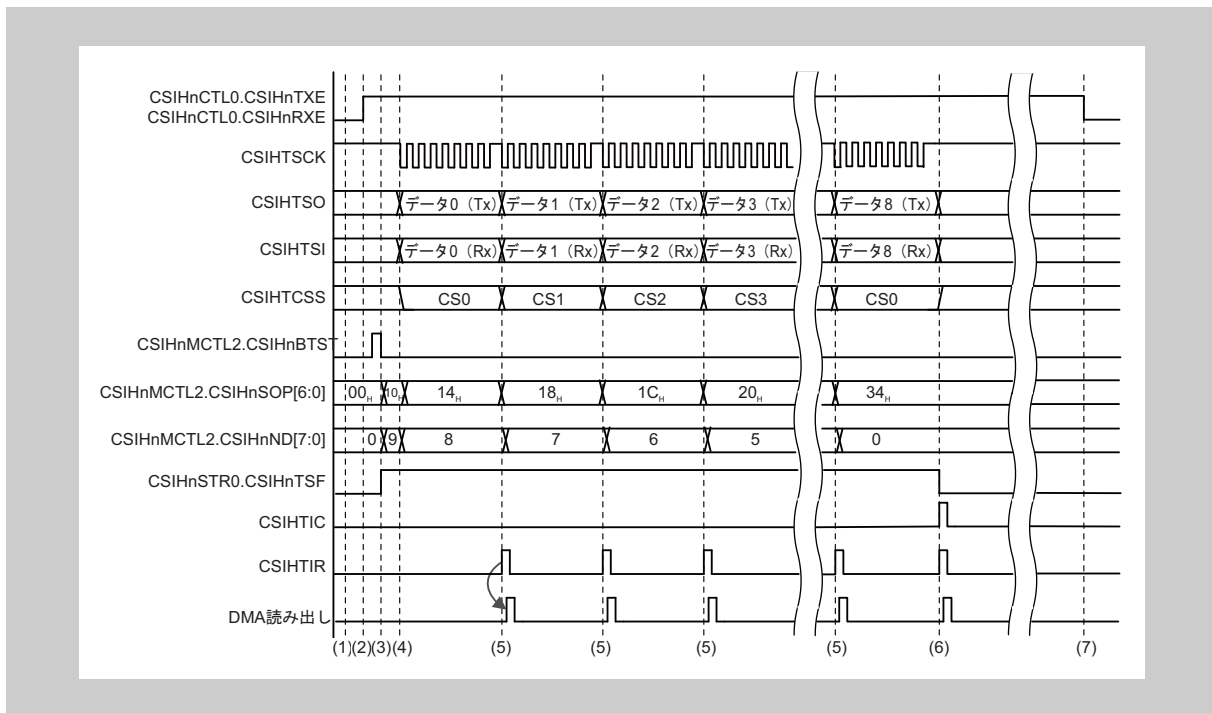 CSIHnCTL0.CSIHnTXE
CSIHnCTL0.CSIHnRXE
CSIHTSCK
CSIHTSO データ0（Tx） データ1（Tx） データ2（Tx） データ3（Tx） データ8（Tx）
CSIHTSI データ0（Rx） データ1（Rx） データ2（Rx） データ3（Rx） データ8（Rx）
CSIHTCSS CS0 CS1 CS2 CS3 CS0
CSIHnMCTL2.CSIHnBTST
CSIHnMCTL2.CSIHnSOP[6:0] 00H 10H 14H 18H 1CH 20H 34H
CSIHnMCTL2.CSIHnND[7:0] 0 9 8 7 6 5 0
CSIHnSTR0.CSIHnTSF
CSIHTIC
CSIHTIR
DMA読み出し
(1)(2)(3)(4) (5) (5) (5) (5) (6) (7)